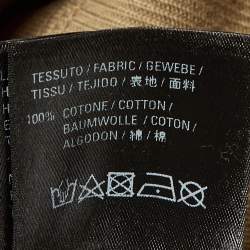 TESSUTO / FABRIC / GEWEBE /
TISSU / TEJIDO / 表地 / 面料
100% COTONE / COTTON /
BAUMWOLLE / COTON /
ALGODON / 綿 / 棉